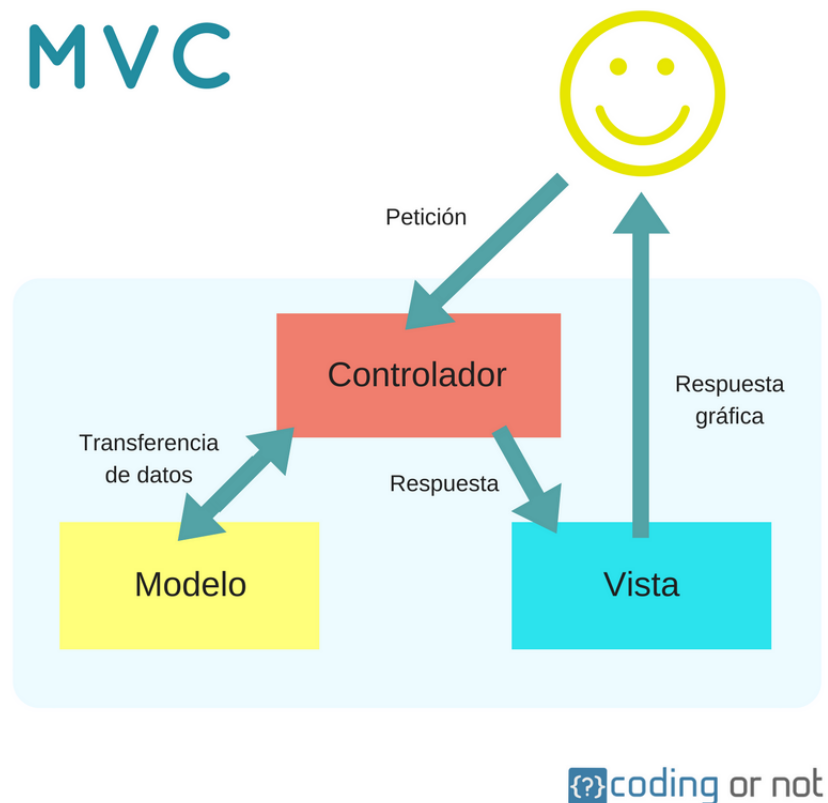 MVC
Petición
Controlador
Respuesta
gráfica
Transferencia
de datos
Respuesta
Modelo
Vista
{?}coding or not